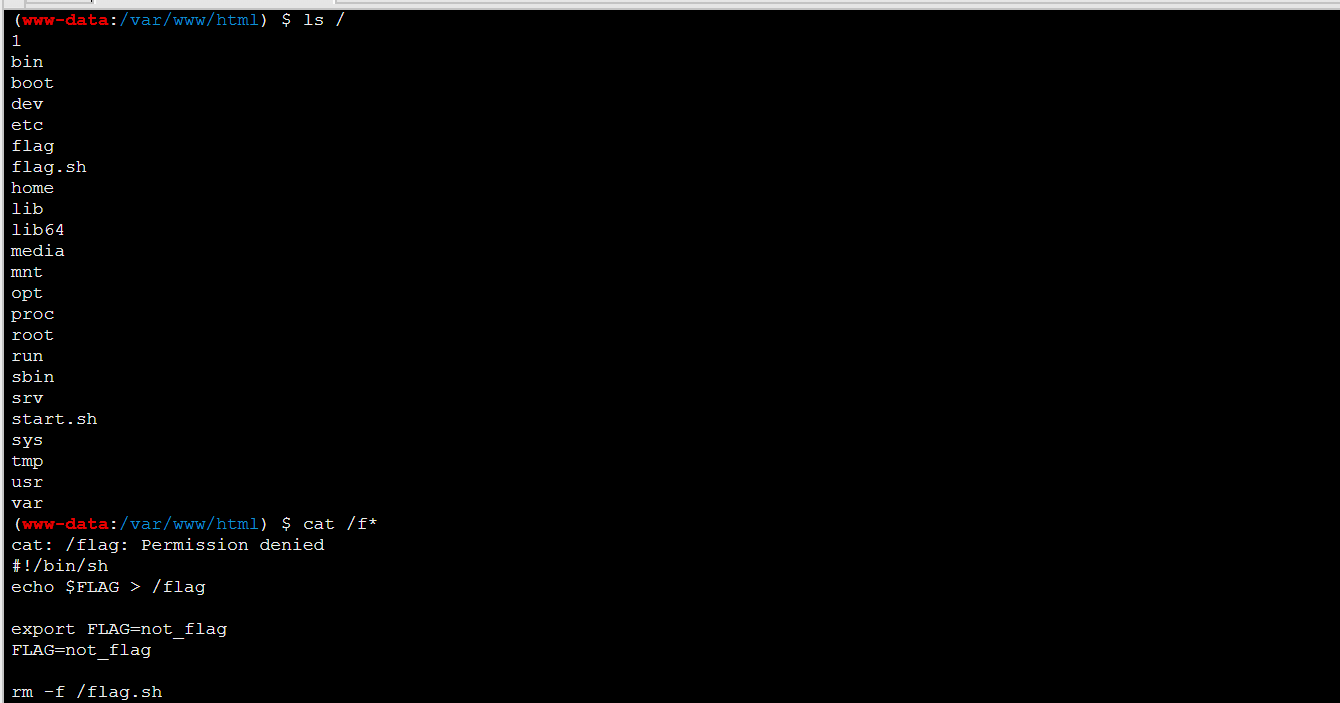 (www-data:/var/www/html) $ ls /
1
bin
boot
dev
etc
flag
flag.sh
home
lib
lib64
media
mnt
opt
proc
root
run
sbin
srv
start.sh
sys
tmp
usr
var
(www-data:/var/www/html) $ cat /f*
cat: /flag: Permission denied
#!/bin/sh
echo $FLAG > /flag
export FLAG=not_flag
FLAG=not_flag
rm -f /flag.sh